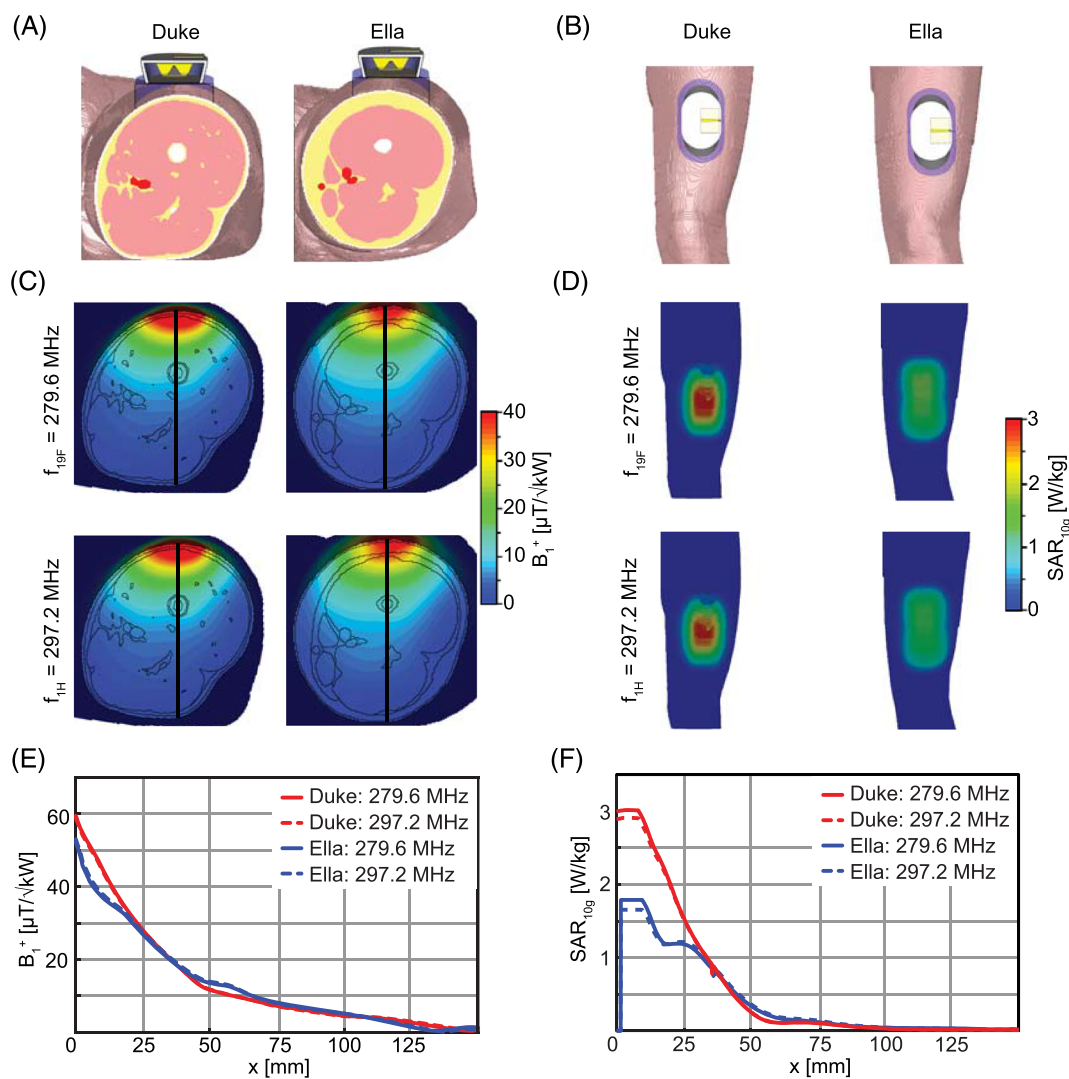 (A)
Duke
Ella
(B)
Duke
Ella
(C)
f19F = 279.6 MHz
f1H = 297.2 MHz
40
30
20
10
0
B1+ [µT/√kW]
(D)
f19F = 279.6 MHz
f1H = 297.2 MHz
3
2
1
0
SAR10g [W/kg]
(E)
Duke: 279.6 MHz
Duke: 297.2 MHz
Ella: 279.6 MHz
Ella: 297.2 MHz
60
40
20
B1+ [µT/√kW]
0 25 50 75 100 125
x [mm]
(F)
Duke: 279.6 MHz
Duke: 297.2 MHz
Ella: 279.6 MHz
Ella: 297.2 MHz
3
2
1
SAR10g [W/kg]
0 25 50 75 100 125
x [mm]